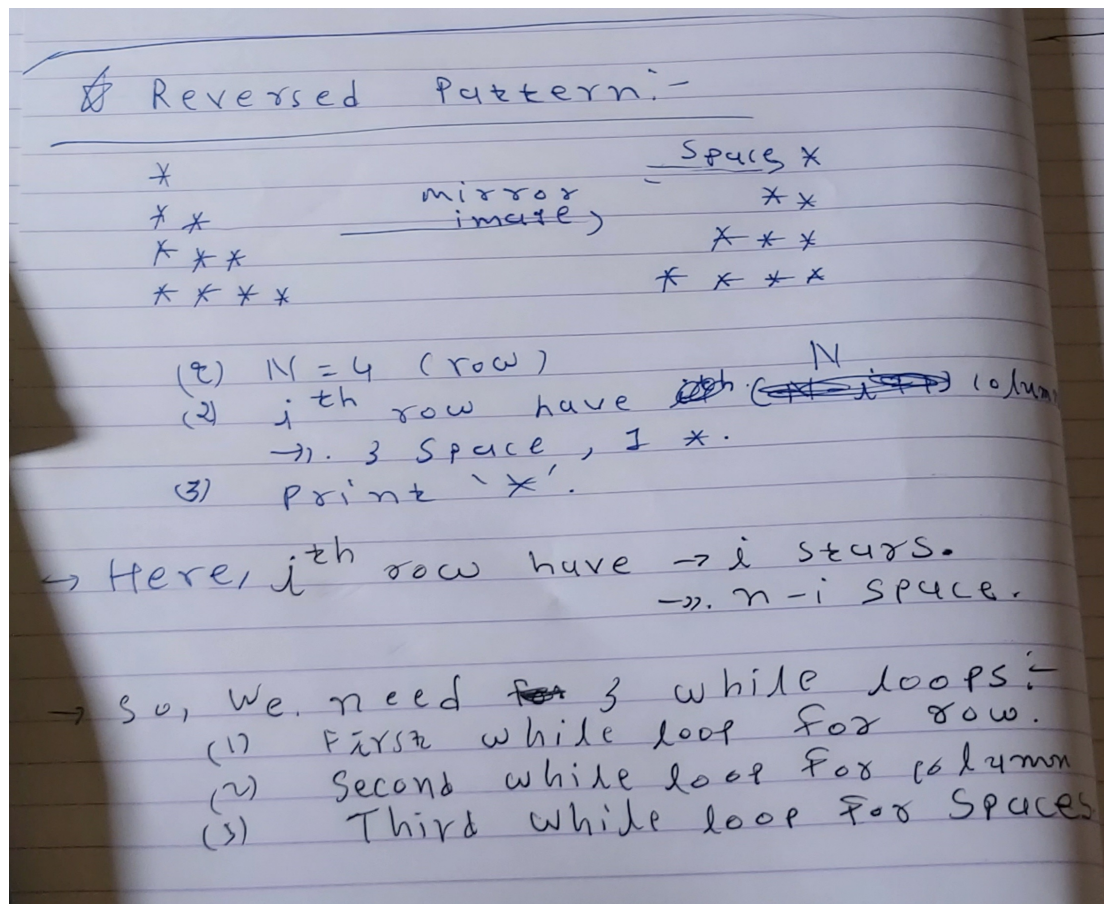 ☆ Reversed Pattern:-
* Space *
* * mirror image, * *
* * * * * *
* * * * * * * *
(1) N = 4 (row)
(2) ith row have N column
→). 3 Space, 1 *.
(3) Print '*'.
→ Here, ith row have → i stars.
→). n-i space.
→ So, We need 3 while loops:-
(1) First while loop for row.
(2) Second while loop for column
(3) Third while loop for Spaces